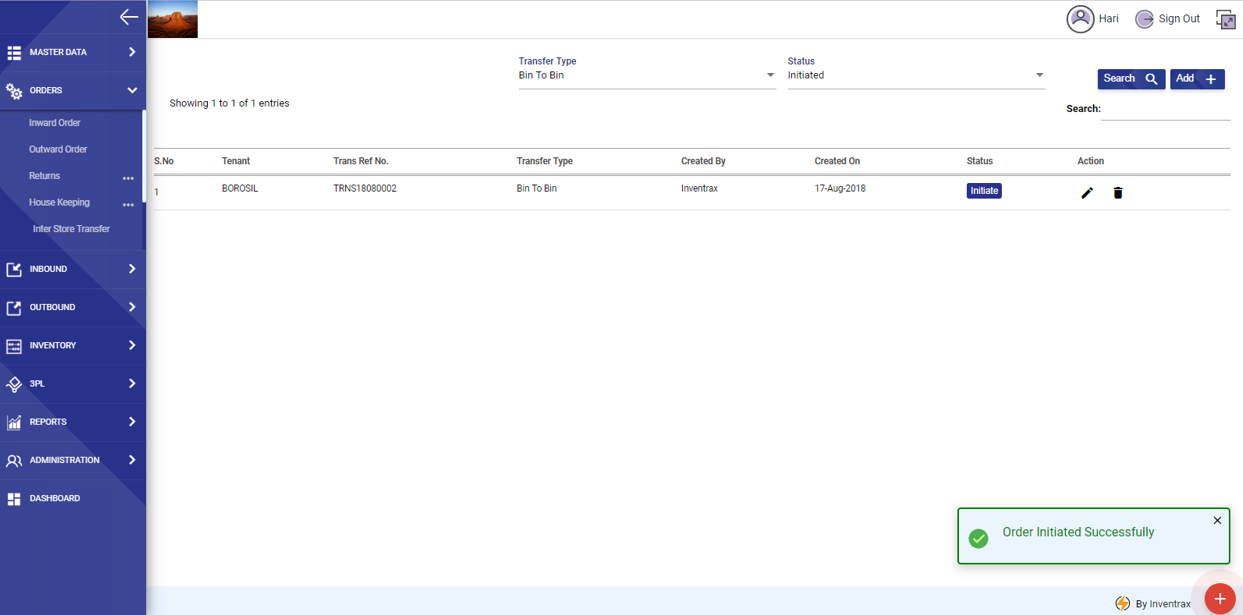 Hari
Sign Out
MASTER DATA
ORDERS
Inward Order
Outward Order
Returns
House Keeping
Inter Store Transfer
INBOUND
OUTBOUND
INVENTORY
3PL
REPORTS
ADMINISTRATION
DASHBOARD
Transfer Type
Bin To Bin
Status
Initiated
Search
Add
Showing 1 to 1 of 1 entries
Search:
S.No Tenant Trans Ref No. Transfer Type Created By Created On Status Action
1 BOROSIL TRNS18080002 Bin To Bin Inventrax 17-Aug-2018 Initiate
Order Initiated Successfully
By Inventrax